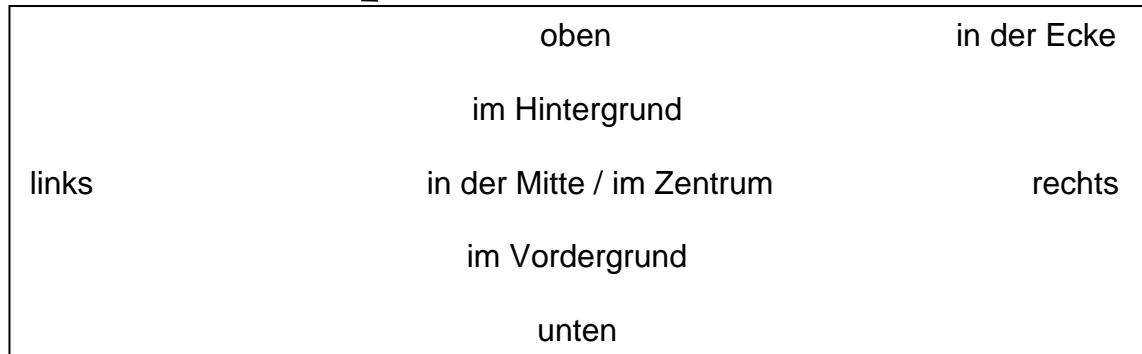 oben in der Ecke
im Hintergrund
links in der Mitte / im Zentrum rechts
im Vordergrund
unten